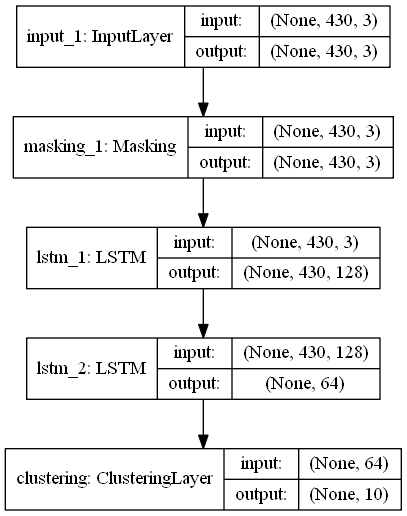 input_1: InputLayer
input: (None, 430, 3)
output: (None, 430, 3)
masking_1: Masking
input: (None, 430, 3)
output: (None, 430, 3)
lstm_1: LSTM
input: (None, 430, 3)
output: (None, 430, 128)
lstm_2: LSTM
input: (None, 430, 128)
output: (None, 64)
clustering: ClusteringLayer
input: (None, 64)
output: (None, 10)